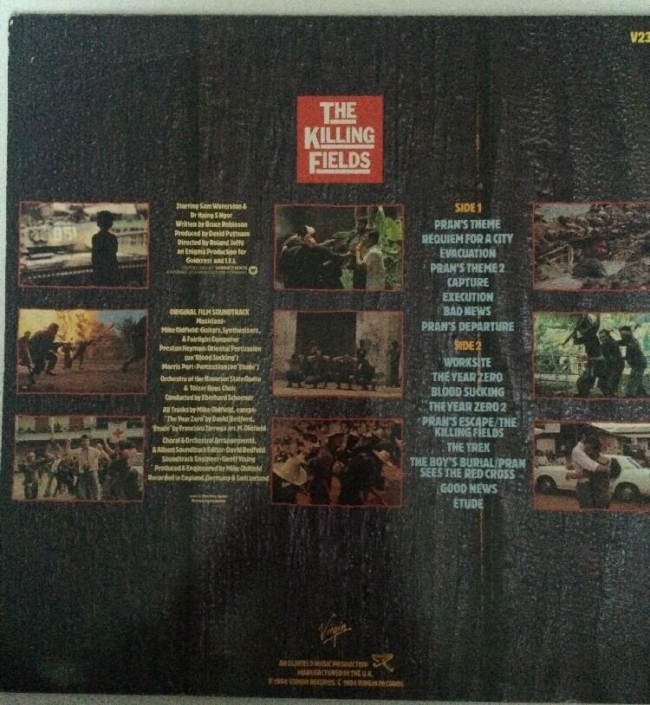 V23
THE
KILLING
FIELDS
Starring Sam Waterston &
Dr Haing S Ngor
Written by Bruce Robinson
Produced by David Puttnam
Directed by Roland Joffé
an Enigma Production for
Goldcrest and I.F.I.
ORIGINAL FILM SOUNDTRACK
Musicians:
Mike Oldfield: Guitars, Synthesisers,
& Fairlight Computer
Preston Heyman: Oriental Percussion
(on 'Blood Sucking')
Morris Pert: Percussion (on 'Etude')
Orchestra of the Bavarian State Opera
& Tölzer Boys Choir
Conducted by Eberhard Schoener
All Tracks by Mike Oldfield, except:
'The Year Zero' by David Bedford,
'Etude' by Francisco Tárrega arr. M. Oldfield
Choral & Orchestral Arrangements,
& Album Soundtrack Editor: David Bedford
Soundtrack Engineer: Geoff Young
Produced & Engineered by Mike Oldfield
Recorded in England, Germany & Switzerland
SIDE 1
PRAN'S THEME
REQUIEM FOR A CITY
EVACUATION
PRAN'S THEME 2
CAPTURE
EXECUTION
BAD NEWS
PRAN'S DEPARTURE
SIDE 2
WORKSITE
THE YEAR ZERO
BLOOD SUCKING
THE YEAR ZERO 2
PRAN'S ESCAPE/THE
KILLING FIELDS
THE TREK
THE BOY'S BURIAL/PRAN
SEES THE RED CROSS
GOOD NEWS
ÉTUDE
Virgin
AN OLDFIELD MUSIC PRODUCTION
MANUFACTURED IN THE U.K.
℗ 1984 VIRGIN RECORDS. © 1984 VIRGIN RECORDS